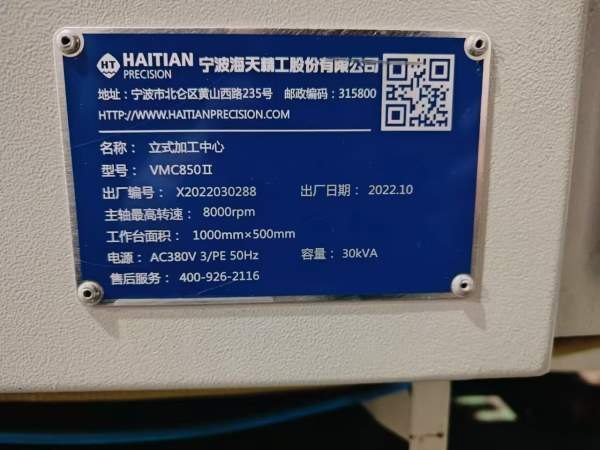 HT HAITIAN PRECISION 宁波海天精工股份有限公司
地址：宁波市北仑区黄山西路235号 邮政编码：315800
HTTP://WWW.HAITIANPRECISION.COM
名称： 立式加工中心
型号： VMC850Ⅱ
出厂编号： X2022030288 出厂日期： 2022.10
主轴最高转速： 8000rpm
工作台面积： 1000mm×500mm
电源： AC380V 3/PE 50Hz 容量： 30kVA
售后服务： 400-926-2116